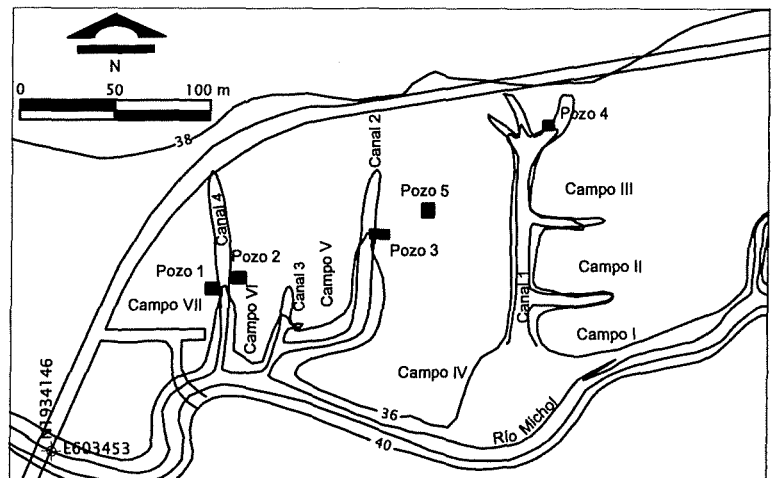 N
0 50 100 m
38
Canal 2
Pozo 4
Canal 4
Pozo 5
Campo III
Pozo 3
Pozo 1
Pozo 2
Canal 3
Campo V
Campo II
Campo VII
Campo VI
Canal 1
Campo I
Campo IV
36
Río Michol
40
N1934146
E603453